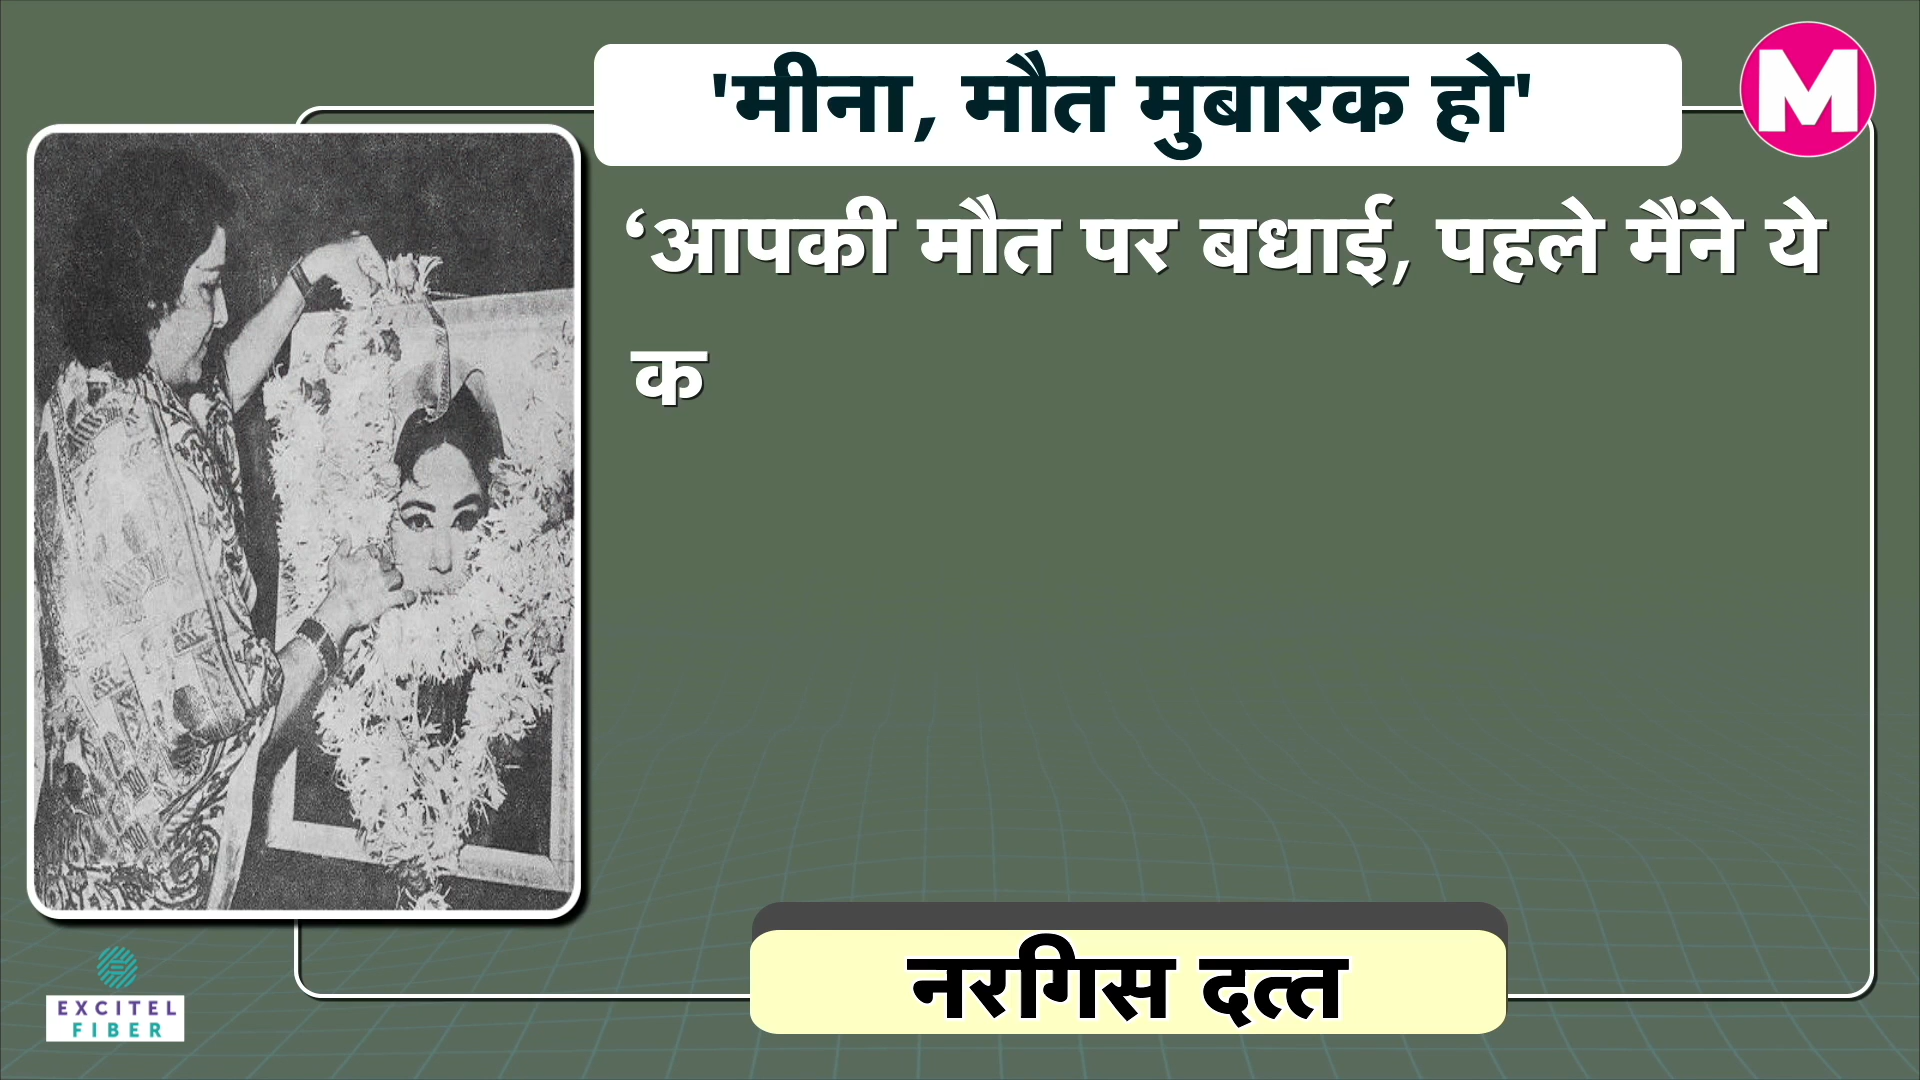 'मीना, मौत मुबारक हो'
M
‘आपकी मौत पर बधाई, पहले मैंने ये
क
नरगिस दत्त
EXCITEL
FIBER